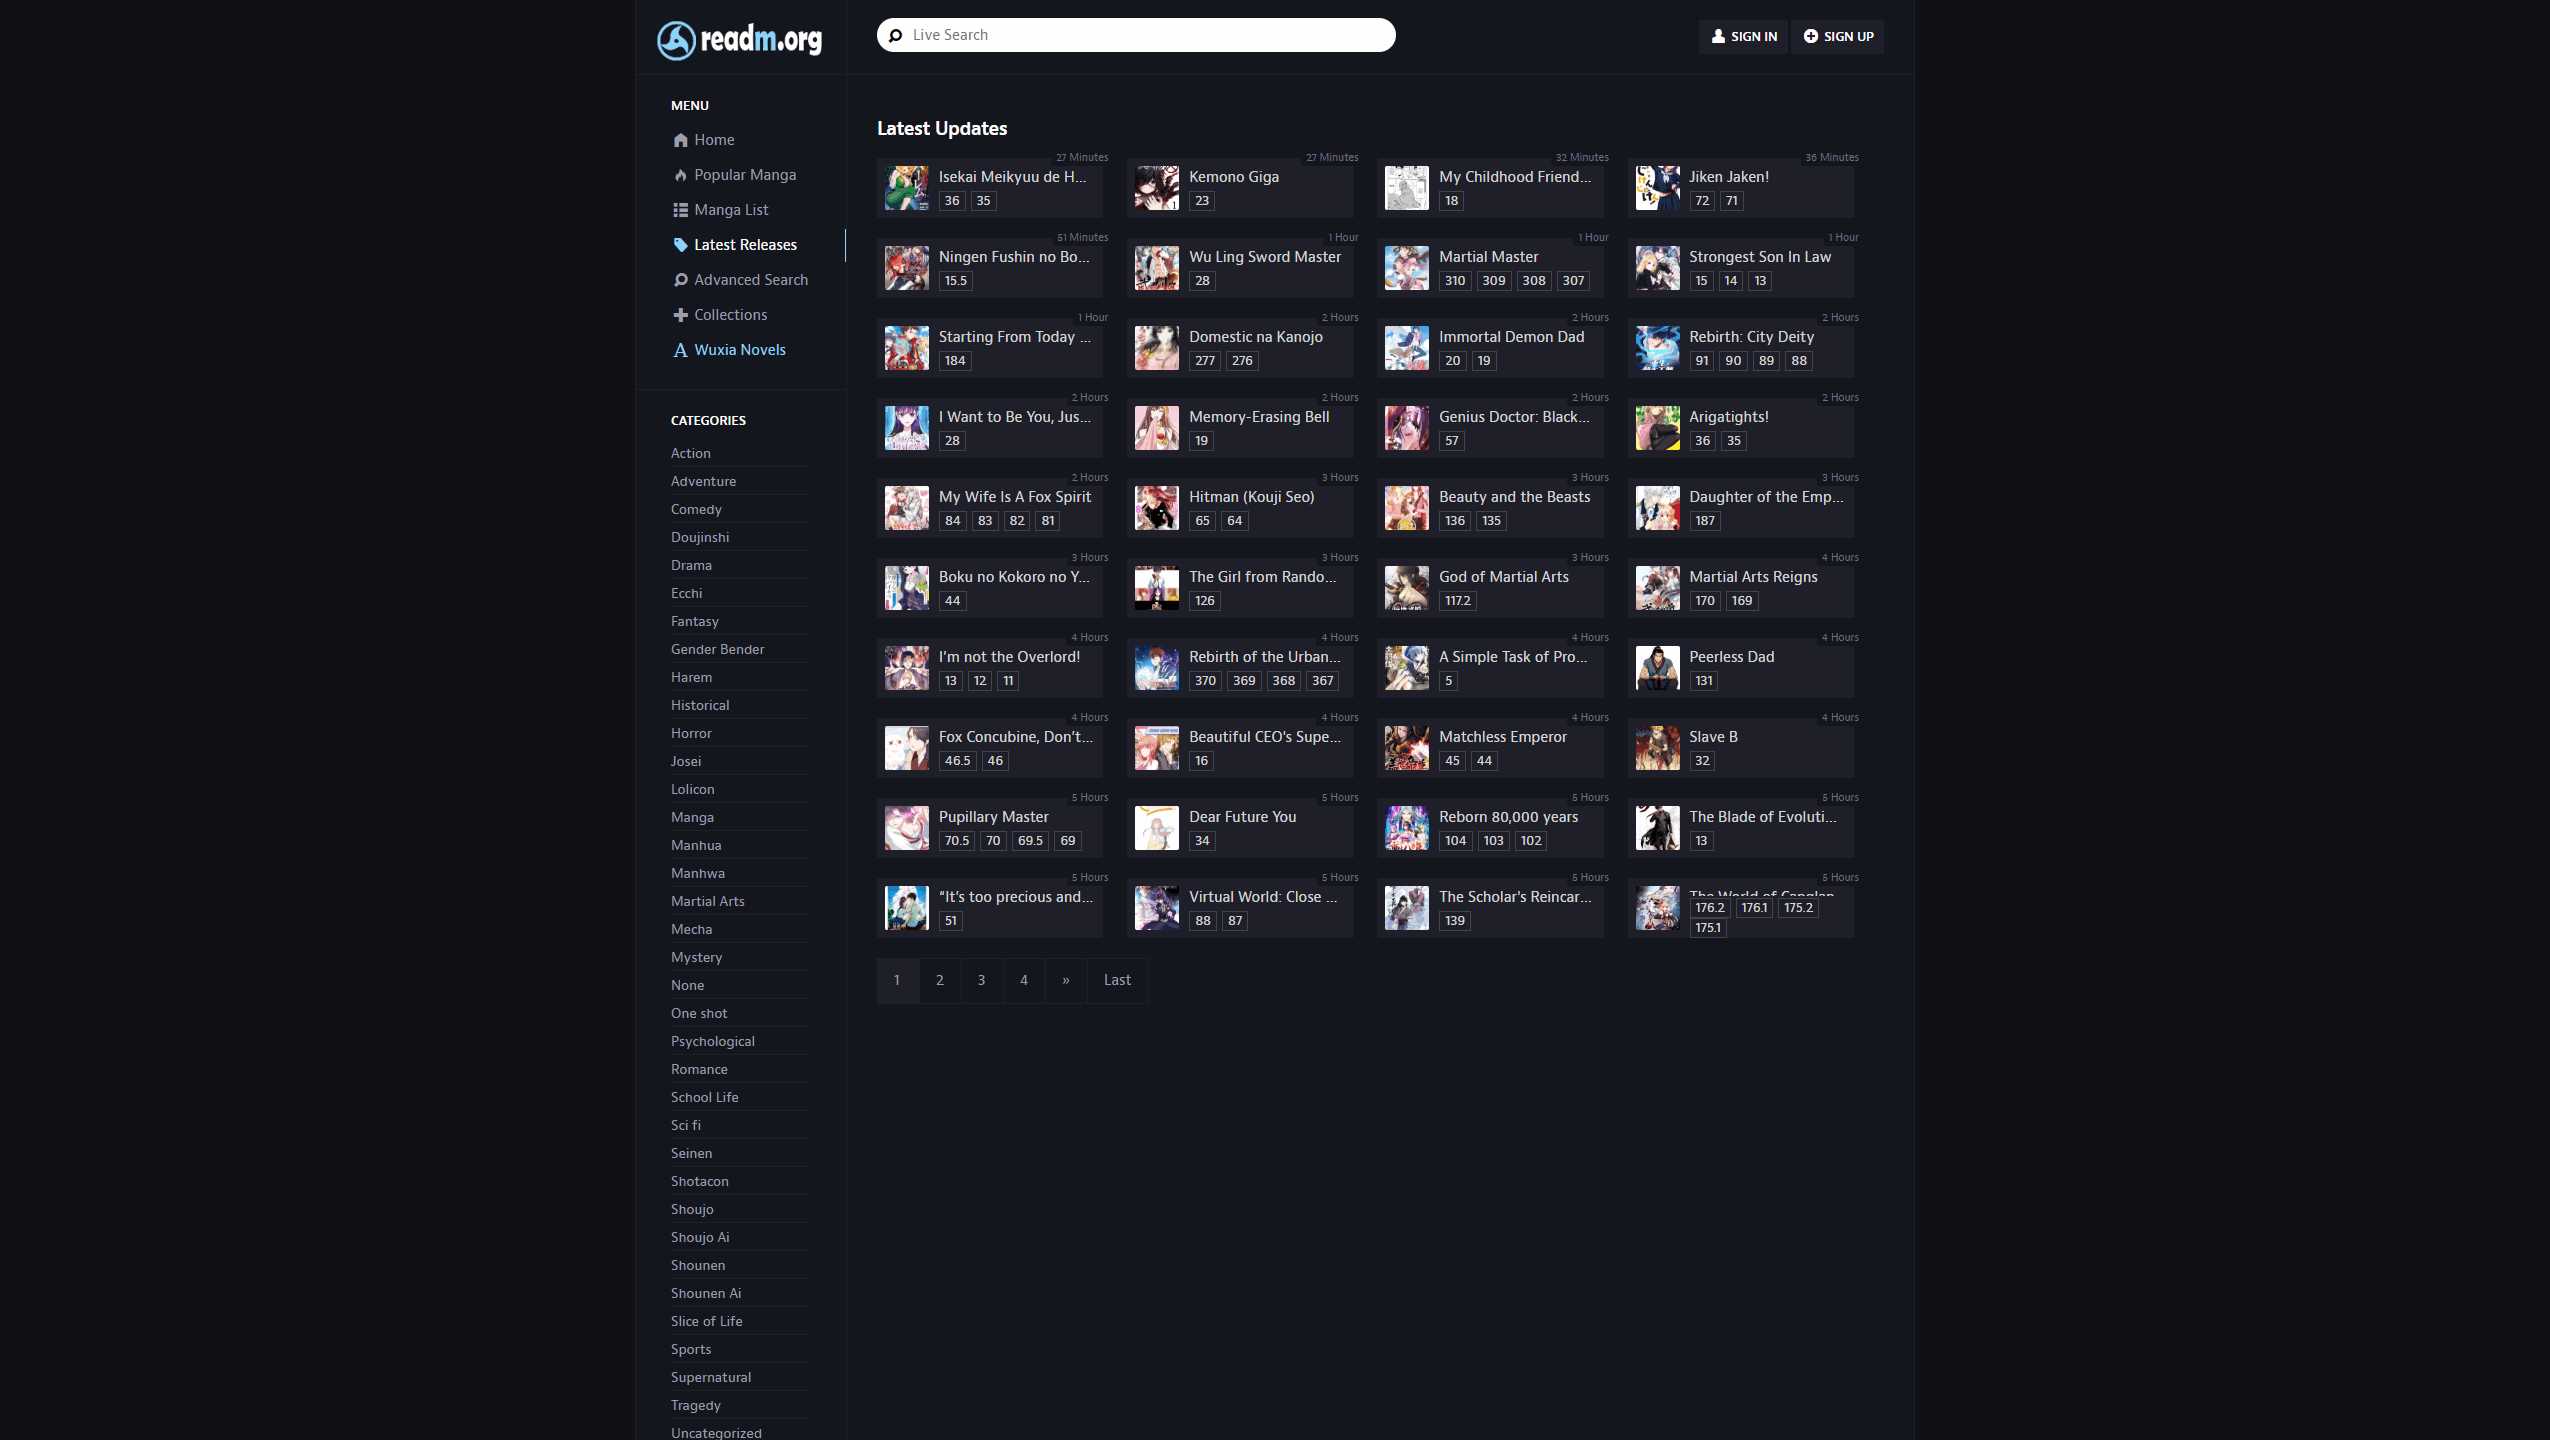 readm.org
Live Search
SIGN IN
SIGN UP
MENU
Home
Popular Manga
Manga List
Latest Releases
Advanced Search
Collections
Wuxia Novels
CATEGORIES
Action
Adventure
Comedy
Doujinshi
Drama
Ecchi
Fantasy
Gender Bender
Harem
Historical
Horror
Josei
Lolicon
Manga
Manhua
Manhwa
Martial Arts
Mecha
Mystery
None
One shot
Psychological
Romance
School Life
Sci fi
Seinen
Shotacon
Shoujo
Shoujo Ai
Shounen
Shounen Ai
Slice of Life
Sports
Supernatural
Tragedy
Uncategorized
Latest Updates
27 Minutes
Isekai Meikyuu de H...
36 35
27 Minutes
Kemono Giga
23
32 Minutes
My Childhood Friend...
18
36 Minutes
Jiken Jaken!
72 71
51 Minutes
Ningen Fushin no Bo...
15.5
1 Hour
Wu Ling Sword Master
28
1 Hour
Martial Master
310 309 308 307
1 Hour
Strongest Son In Law
15 14 13
1 Hour
Starting From Today ...
184
2 Hours
Domestic na Kanojo
277 276
2 Hours
Immortal Demon Dad
20 19
2 Hours
Rebirth: City Deity
91 90 89 88
2 Hours
I Want to Be You, Jus...
28
2 Hours
Memory-Erasing Bell
19
2 Hours
Genius Doctor: Black...
57
2 Hours
Arigatights!
36 35
2 Hours
My Wife Is A Fox Spirit
84 83 82 81
3 Hours
Hitman (Kouji Seo)
65 64
3 Hours
Beauty and the Beasts
136 135
3 Hours
Daughter of the Emp...
187
3 Hours
Boku no Kokoro no Y...
44
3 Hours
The Girl from Rando...
126
3 Hours
God of Martial Arts
117.2
4 Hours
Martial Arts Reigns
170 169
4 Hours
I'm not the Overlord!
13 12 11
4 Hours
Rebirth of the Urban...
370 369 368 367
4 Hours
A Simple Task of Pro...
5
4 Hours
Peerless Dad
131
4 Hours
Fox Concubine, Don't...
46.5 46
4 Hours
Beautiful CEO's Supe...
16
4 Hours
Matchless Emperor
45 44
4 Hours
Slave B
32
5 Hours
Pupillary Master
70.5 70 69.5 69
5 Hours
Dear Future You
34
5 Hours
Reborn 80,000 years
104 103 102
5 Hours
The Blade of Evoluti...
13
5 Hours
“It's too precious and...
51
5 Hours
Virtual World: Close ...
88 87
5 Hours
The Scholar's Reincar...
139
5 Hours
The World of
176.2 176.1 175.2
175.1
1 2 3 4 » Last